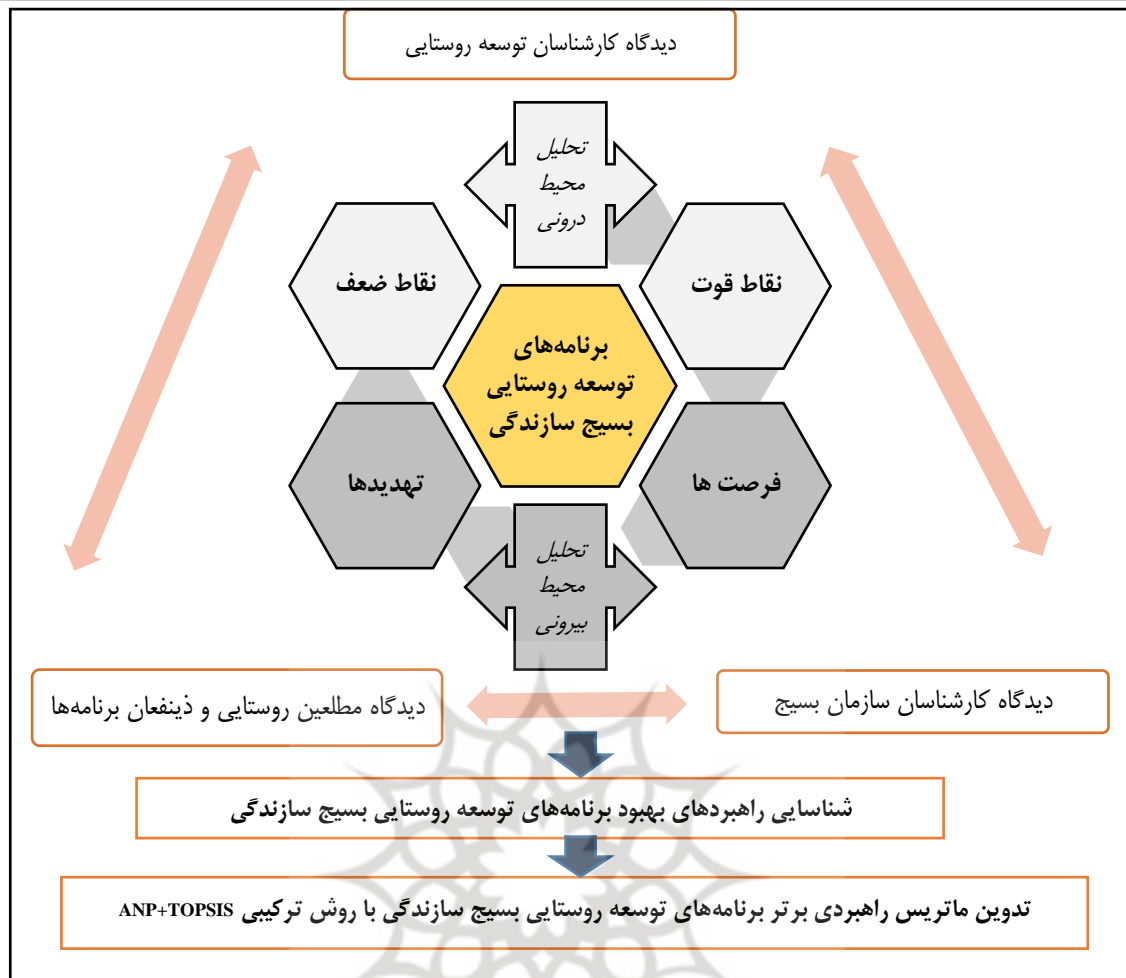 دیدگاه کارشناسان توسعه روستایی
تحلیل
محیط
درونی
نقاط قوت
نقاط ضعف
برنامه‌های
توسعه روستایی
بسیج سازندگی
فرصت ها
تهدیدها
تحلیل
محیط
بیرونی
دیدگاه کارشناسان سازمان بسیج
دیدگاه مطلعین روستایی و ذینفعان برنامه‌ها
شناسایی راهبردهای بهبود برنامه‌های توسعه روستایی بسیج سازندگی
تدوین ماتریس راهبردی برتر برنامه‌های توسعه روستایی بسیج سازندگی با روش ترکیبی ANP+TOPSIS